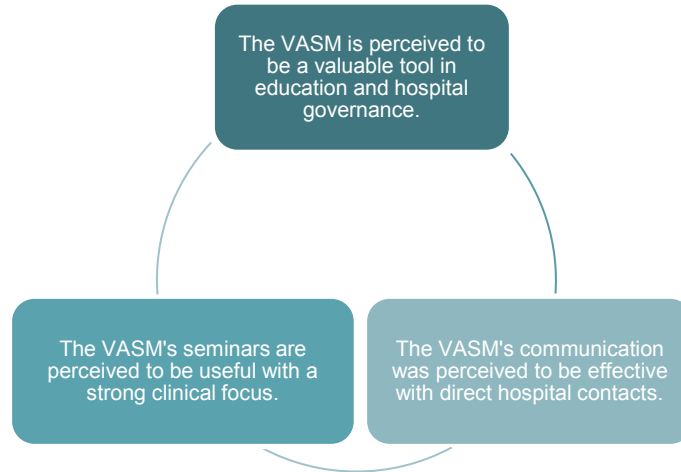 The VASM is perceived to
be a valuable tool in
education and hospital
governance.
The VASM's seminars are
perceived to be useful with a
strong clinical focus.
The VASM's communication
was perceived to be effective
with direct hospital contacts.